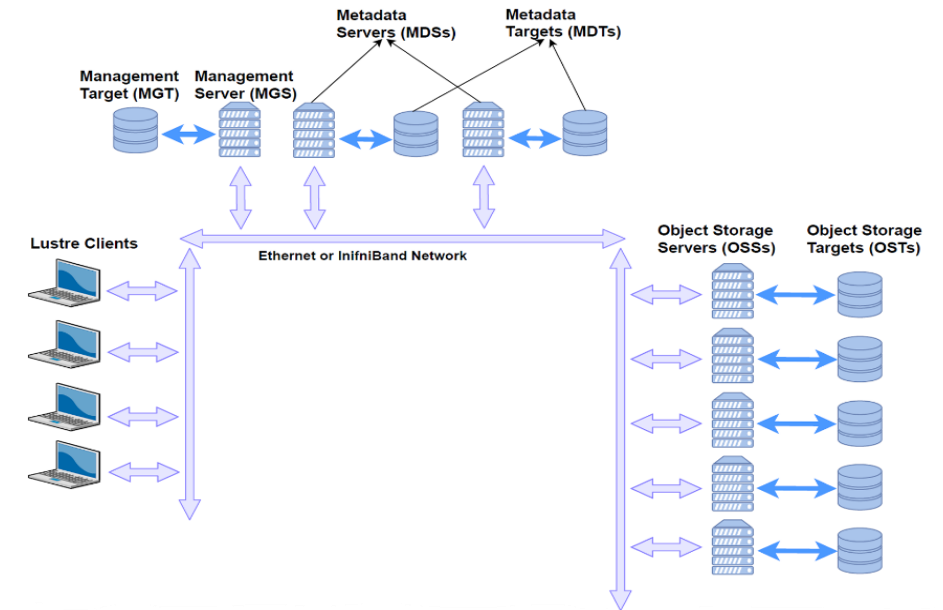 Metadata
Servers (MDSs)
Metadata
Targets (MDTs)
Management
Target (MGT)
Management
Server (MGS)
Lustre Clients
Ethernet or InifniBand Network
Object Storage
Servers (OSSs)
Object Storage
Targets (OSTs)